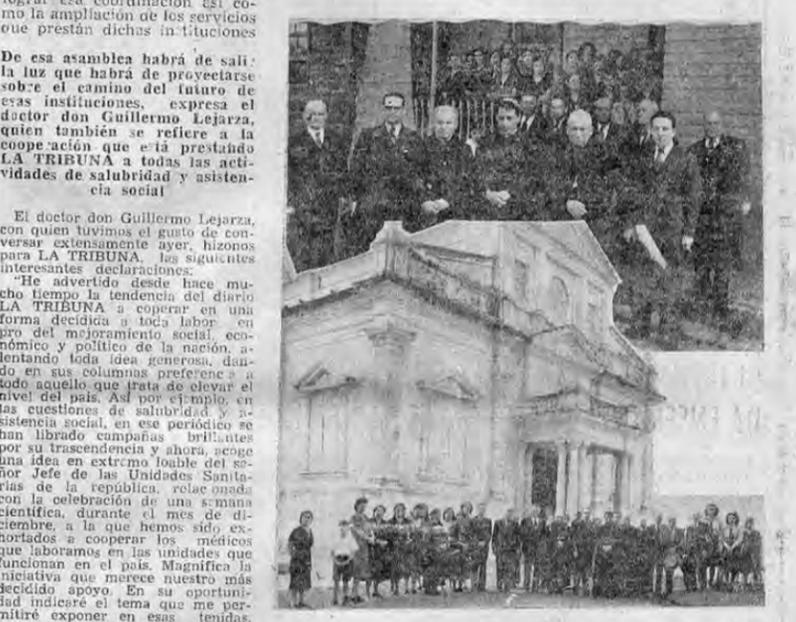 lograr esa coordinación así co-
mo la ampliación de los servicios
que prestan dichas in tituciones
De esa asamblea habrá de sali:
la luz que habrá de proyectarse
sobre el camino del futuro de
esas instituciones, expresa el
doctor don Guillermo Lejarza,
quien también se refiere a la
coope:ación que e tá prestando
LA TRIBUNA a todas las acti-
vidades de salubridad y asisten-
cia social
El doctor don Guillermo Lejarza,
con quien tuvimos el gusto de con-
versar extensamente ayer, hízonos
para LA TRIBUNA, las siguientes
interesantes declaraciones:
"He advertido desde hace mu-
cho tiempo la tendencia del diario
LA TRIBUNA a coperar en una
forma decidida a toda labor en
pro del mejoramiento social, eco-
nómico y político de la nación, a-
lentando toda idea generosa, dan-
do en sus columnas preferenc a a
todo aquello que trata de elevar el
nivel del país. Así por ejemplo, en
las cuestiones de salubridad y a-
sistencia social, en ese periódico se
han librado campañas brillantes
por su trascendencia y ahora, acoge
una idea en extremo loable del se-
ñor Jefe de las Unidades Sanita-
rias de la república, relac onada
con la celebración de una semana
científica, durante el mes de di-
ciembre, a la que hemos sido ex-
hortados a cooperar los médicos
que laboramos en las unidades que
funcionan en el país. Magnífica la
iniciativa que merece nuestro más
decidido apoyo. En su oportuni-
dad indicaré el tema que me per-
mitiré exponer en esas tenidas,